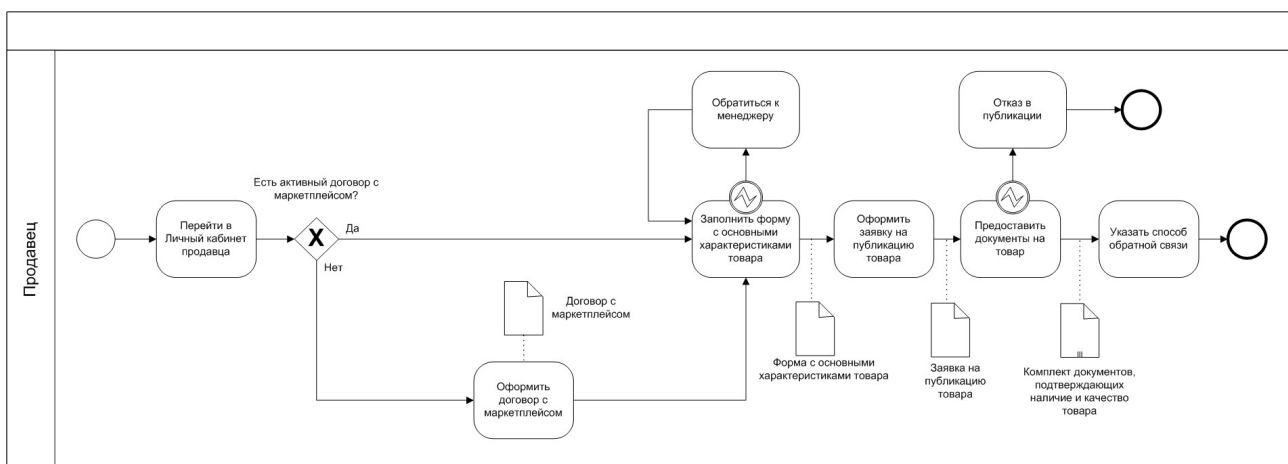 Продавец
Перейти в
Личный кабинет
продавца
Есть активный договор с
маркетплейсом?
X
Да
Нет
Договор с
маркетплейсом
Оформить
договор с
маркетплейсом
Обратиться к
менеджеру
Заполнить форму
с основными
характеристиками
товара
Форма с основными
характеристиками товара
Оформить
заявку на
публикацию
товара
Заявка на
публикацию
товара
Отказ в
публикации
Предоставить
документы на
товар
Комплект документов,
подтверждающих
наличие и качество
товара
Указать способ
обратной связи